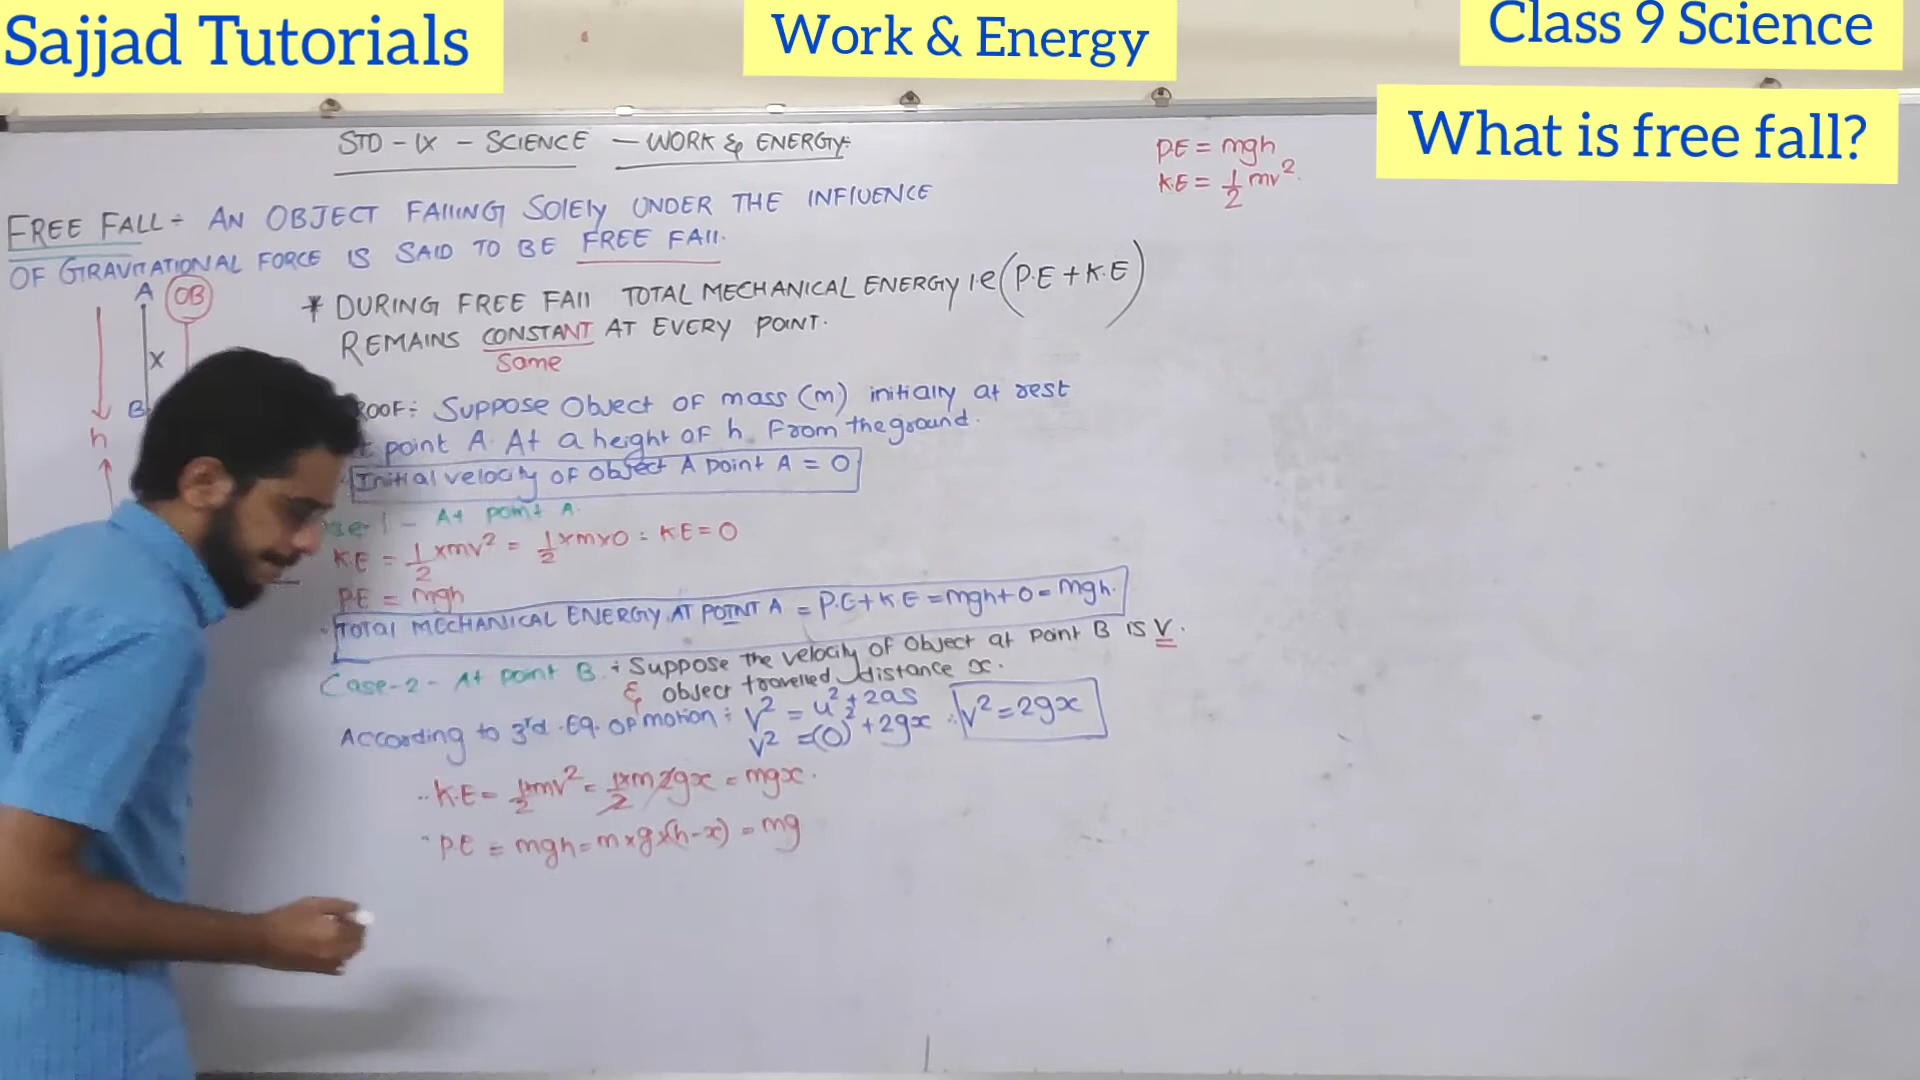 Sajjad Tutorials
Work & Energy
Class 9 Science
What is free fall?
STD - IX - SCIENCE - WORK & ENERGY:
PE = mgh
K.E = 1/2 mv².
FREE FALL÷ AN OBJECT FAllING SOlEly UNDER THE INFlUENCE
OF GRAVITATIONAL FORCE IS SAID TO BE FREE FAll.
A OB
X
B
h
* DURING FREE FAll TOTAL MECHANICAL ENERGY i.e (P.E + K.E)
REMAINS CONSTANT AT EVERY POINT.
Same
ROOF÷ SUPPOSE Object OF mass (m) initially at rest
point A. At a height OF h From the ground.
Initial velocity OF Object A point A = 0
1 - At point A.
K.E = 1/2 × mv² = 1/2 × m × 0 = KE = 0
P.E = mgh
TOTAl MECHANICAL ENERGY AT POINT A = P.E + K E = mgh + 0 = mgh.
Case-2 - At point B ÷ Suppose the velocity of Object at point B is V.
& object travelled distance x.
According to 3rd Eq. OF motion ÷ v² = u² + 2as
v² = (0)² + 2gx ∴ v² = 2gx
∴ K.E = 1/2 mv² = 1/2 × m 2gx = mgx.
∴ P.E = mgh = m × g × (h-x) = mg